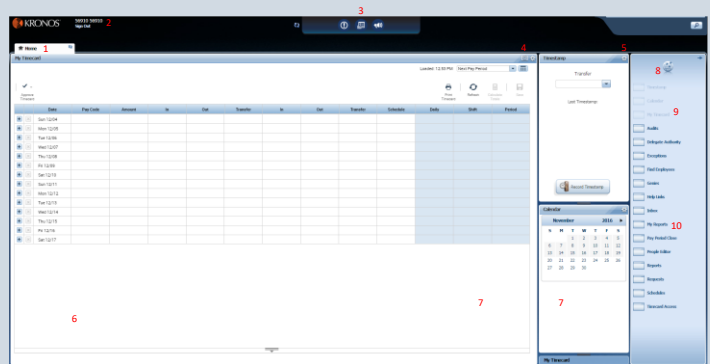 KRONOS
56910 56910
Sign Out
2
3
1
Home
My Timecard
4
Loaded: 12:50 PM
Next Pay Period
Approve
Timecard
Print
Timecard
Refresh
Calculate
Totals
Save
Date Pay Code Amount In Out Transfer In Out Transfer Schedule Daily Shift Period
Sun 12/04
Mon 12/05
Tue 12/06
Wed 12/07
Thu 12/08
Fri 12/09
Sat 12/10
Sun 12/11
Mon 12/12
Tue 12/13
Wed 12/14
Thu 12/15
Fri 12/16
Sat 12/17
6
7
Timestamp
5
Transfer
Last Timestamp:
Record Timestamp
Calendar
November 2016
S M T W T F S
1 2 3 4 5
6 7 8 9 10 11 12
13 14 15 16 17 18 19
20 21 22 23 24 25 26
27 28 29 30
7
My Timecard
8
Timestamp
Calendar
My Timecard
9
Audits
Delegate Authority
Exceptions
Find Employees
Genies
Help Links
Inbox
My Reports
10
Pay Period Close
People Editor
Reports
Requests
Schedules
Timecard Access